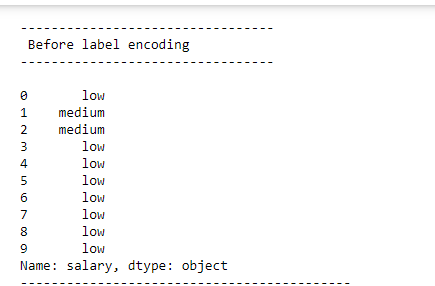 ---------------------------------
 Before label encoding
---------------------------------
0       low
1    medium
2    medium
3       low
4       low
5       low
6       low
7       low
8       low
9       low
Name: salary, dtype: object
-------------------------------------------